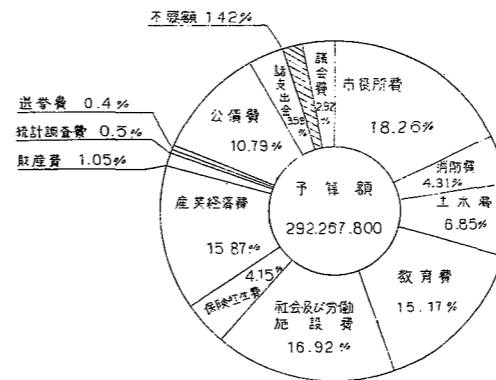 不要額 142%
議会費
2.92%
市役所費
18.26%
消防費
4.31%
土木費
6.85%
教育費
15.17%
社会及び労働
施設費
16.92%
保険衛生費
4.15%
産業経済費
15.87%
財産費 1.05%
統計調査費 0.5%
選挙費 0.4%
公債費
10.79%
諸支出金
3.59%
予算額
292.267.800